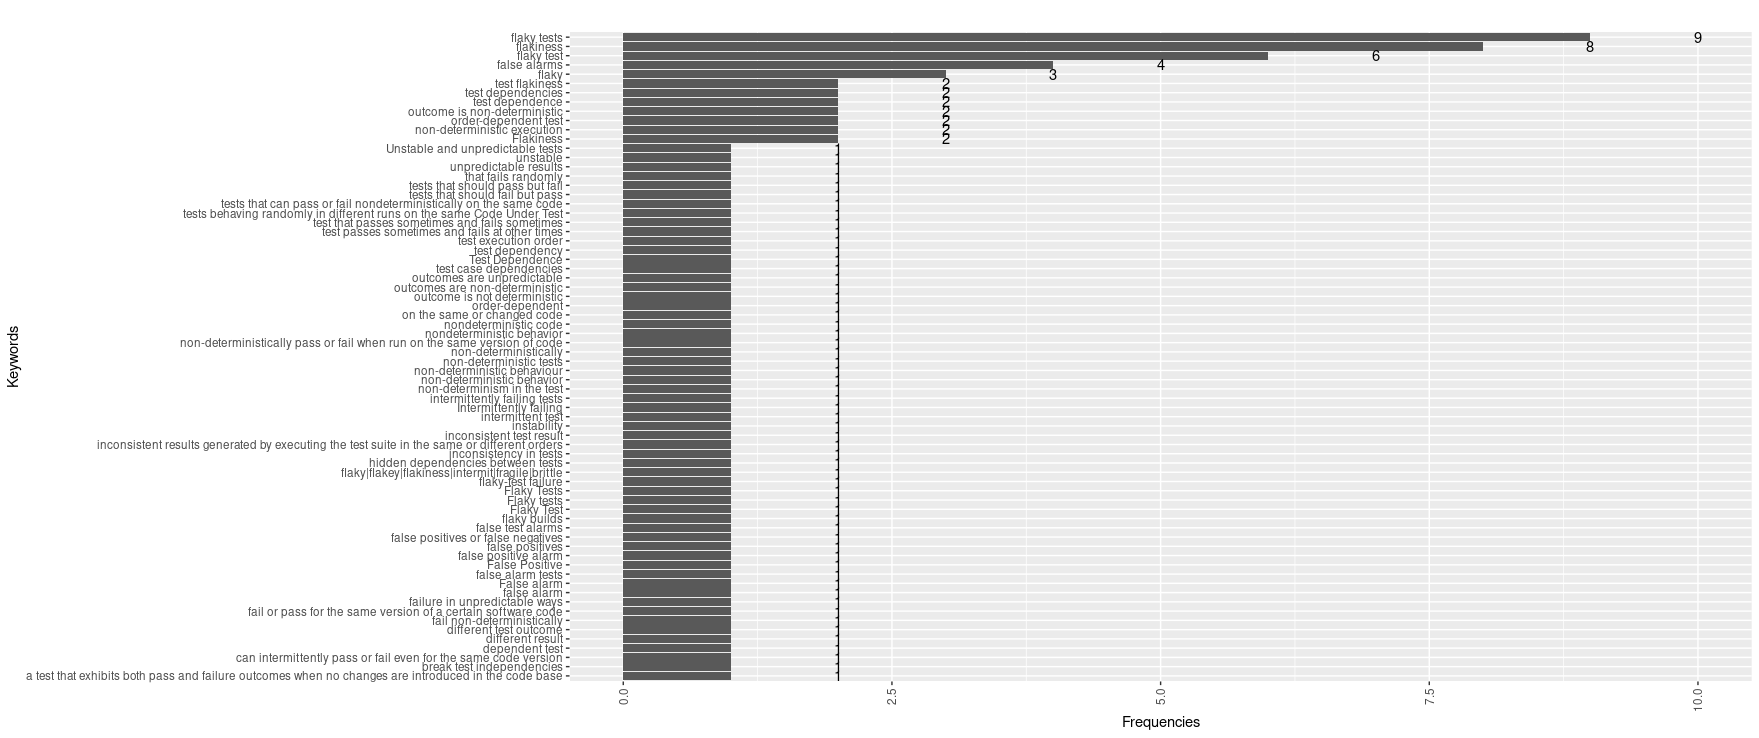 flaky tests 9
flakiness 8
flaky test 6
false alarms 4
flaky 3
test flakiness 2
test dependencies 2
test dependence 2
outcome is non-deterministic 2
order-dependent test 2
non-deterministic execution 2
Flakiness 2
Unstable and unpredictable tests
unstable
unpredictable results
that fails randomly
tests that should pass but fail
tests that should fail but pass
tests that can pass or fail nondeterministically on the same code
tests behaving randomly in different runs on the same Code Under Test
test that passes sometimes and fails sometimes
test passes sometimes and fails at other times
test execution order
test dependency
Test Dependence
test case dependencies
outcomes are unpredictable
outcomes are non-deterministic
outcome is not deterministic
order-dependent
on the same or changed code
nondeterministic code
nondeterministic behavior
non-deterministically pass or fail when run on the same version of code
non-deterministically
non-deterministic tests
non-deterministic behaviour
non-deterministic behavior
non-determinism in the test
intermittently failing tests
Intermittently failing
intermittent test
instability
inconsistent test result
inconsistent results generated by executing the test suite in the same or different orders
inconsistency in tests
hidden dependencies between tests
flaky|flakey|flakiness|intermit|fragile|brittle
flaky-test failure
Flaky Tests
Flaky tests
Flaky Test
flaky builds
false test alarms
false positives or false negatives
false positives
false positive alarm
False Positive
false alarm tests
False alarm
false alarm
failure in unpredictable ways
fail or pass for the same version of a certain software code
fail non-deterministically
different test outcome
different result
dependent test
can intermittently pass or fail even for the same code version
break test independencies
a test that exhibits both pass and failure outcomes when no changes are introduced in the code base
Keywords
0.0 2.5 5.0 7.5 10.0
Frequencies